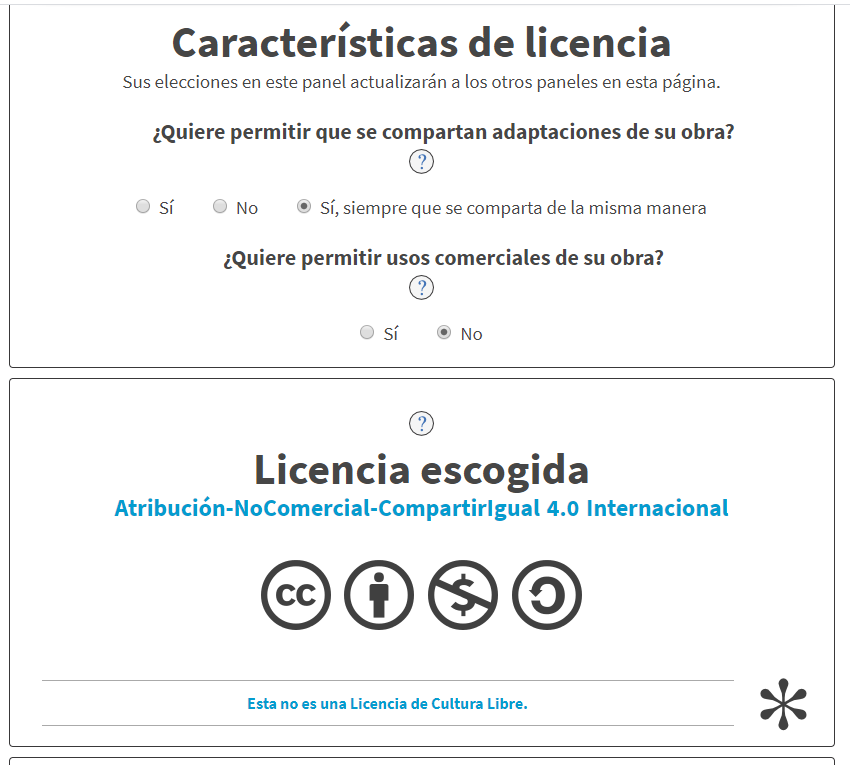 Características de licencia
Sus elecciones en este panel actualizarán a los otros paneles en esta página.
¿Quiere permitir que se compartan adaptaciones de su obra?
?
Sí No Sí, siempre que se comparta de la misma manera
¿Quiere permitir usos comerciales de su obra?
?
Sí No
?
Licencia escogida
Atribución-NoComercial-CompartirIgual 4.0 Internacional
cc $
Esta no es una Licencia de Cultura Libre.